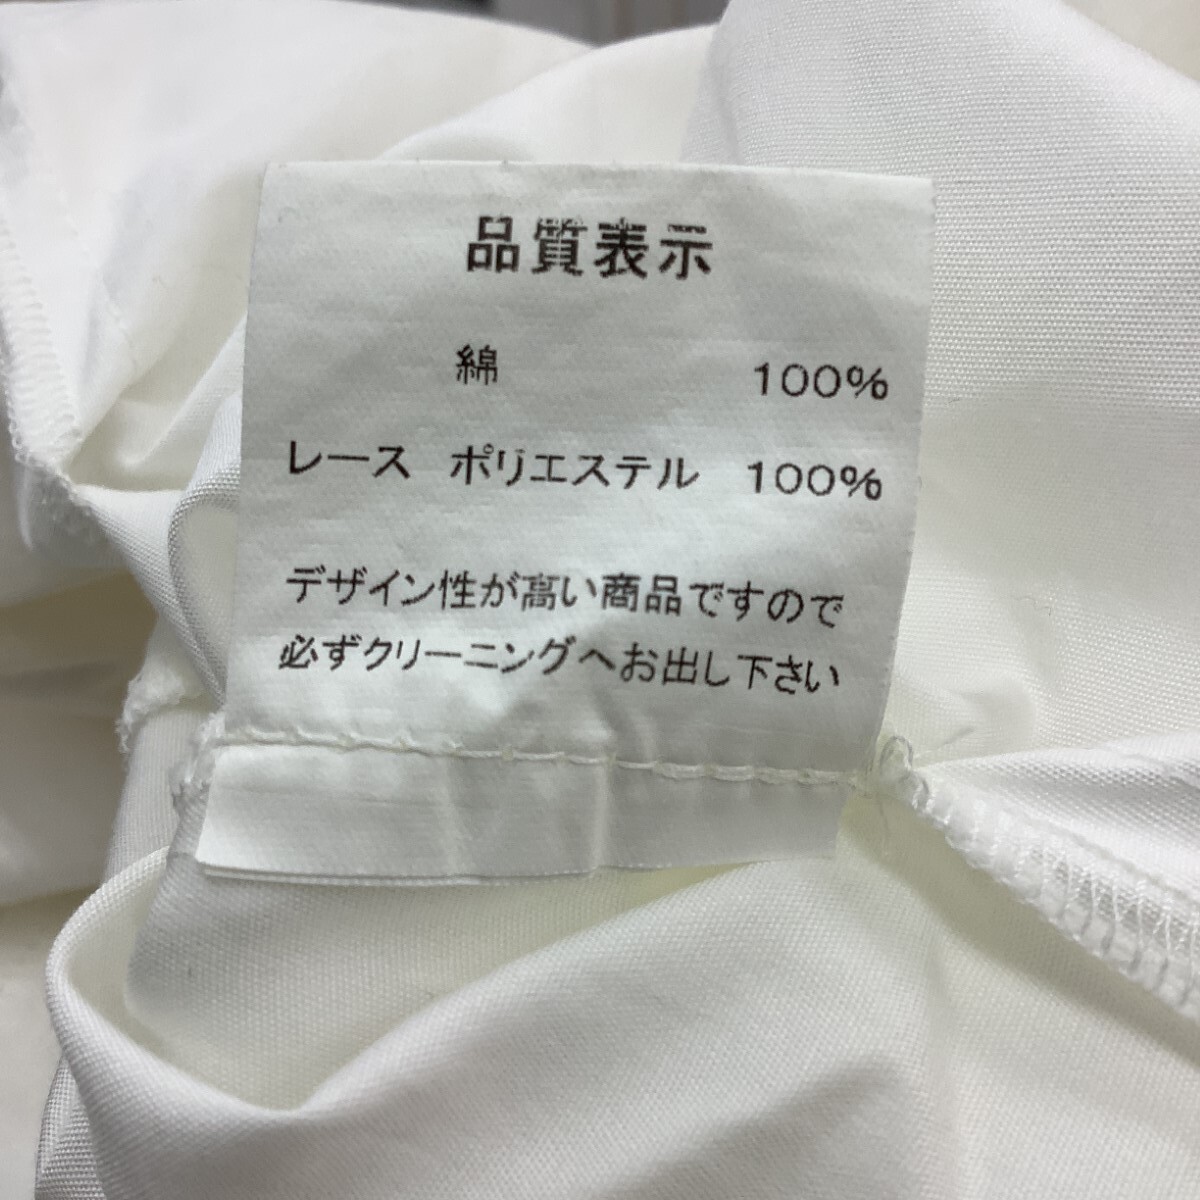 品質表示
綿 100%
レース ポリエステル 100%
デザイン性が高い商品ですので
必ずクリーニングへお出し下さい